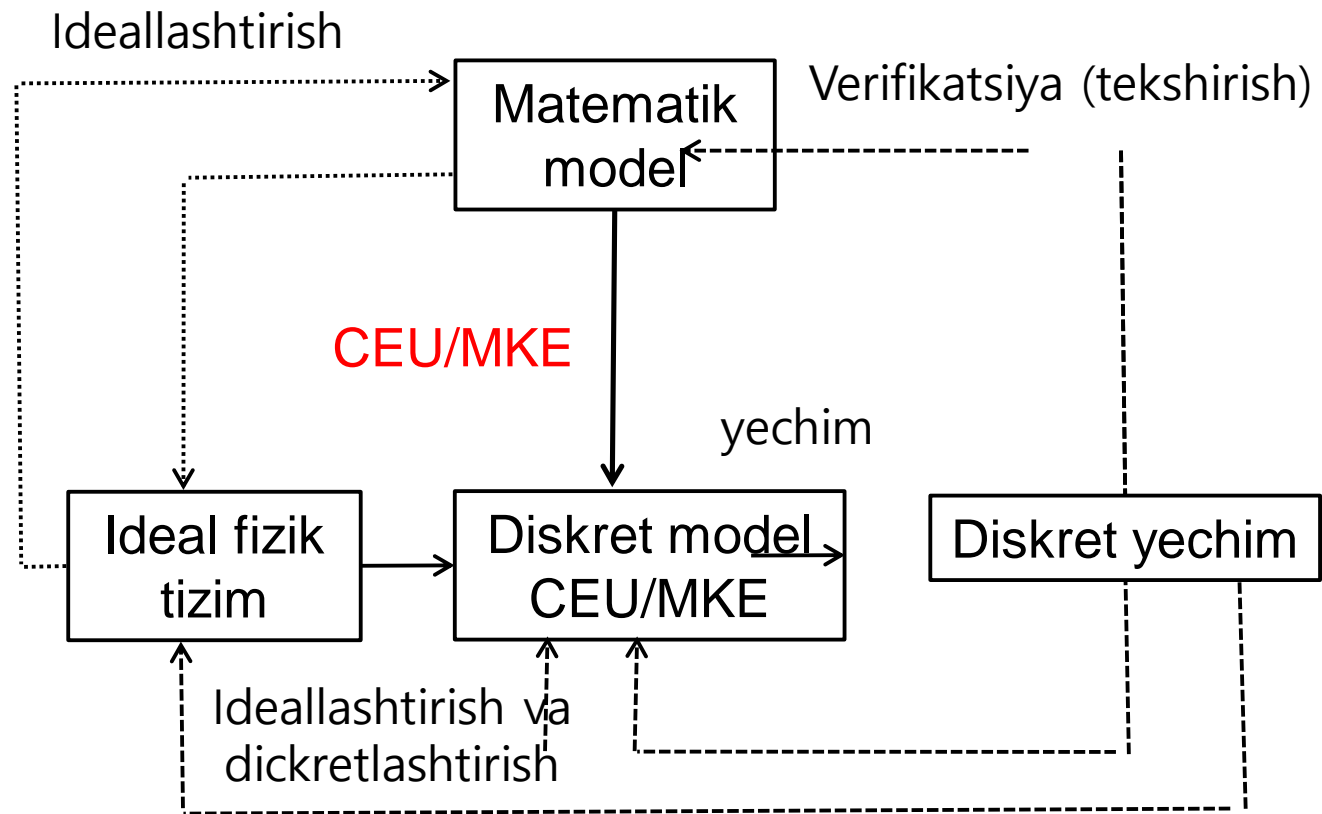 Ideallashtirish
Matematik
model
Verifikatsiya (tekshirish)
CEU/MKE
yechim
Ideal fizik
tizim
Diskret model
CEU/MKE
Diskret yechim
Ideallashtirish va
dickretlashtirish